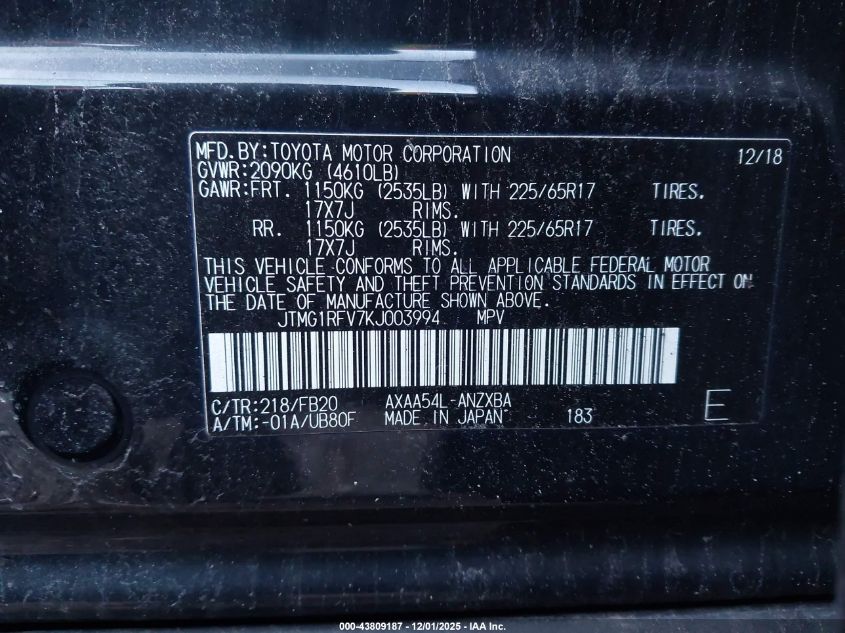 MFD.BY:TOYOTA MOTOR CORPORATION 12/18
GVWR:2090KG (4610LB)
GAWR:FRT. 1150KG (2535LB) WITH 225/65R17 TIRES.
17X7J RIMS.
RR. 1150KG (2535LB) WITH 225/65R17 TIRES.
17X7J RIMS.
THIS VEHICLE CONFORMS TO ALL APPLICABLE FEDERAL MOTOR
VEHICLE SAFETY AND THEFT PREVENTION STANDARDS IN EFFECT ON
THE DATE OF MANUFACTURE SHOWN ABOVE.
JTMG1RFV7KJ003994 MPV
C/TR:218/FB20 AXAA54L-ANZXBA
A/TM:-01A/UB80F MADE IN JAPAN 183 E
000-43809187 - 12/01/2025 - IAA Inc.